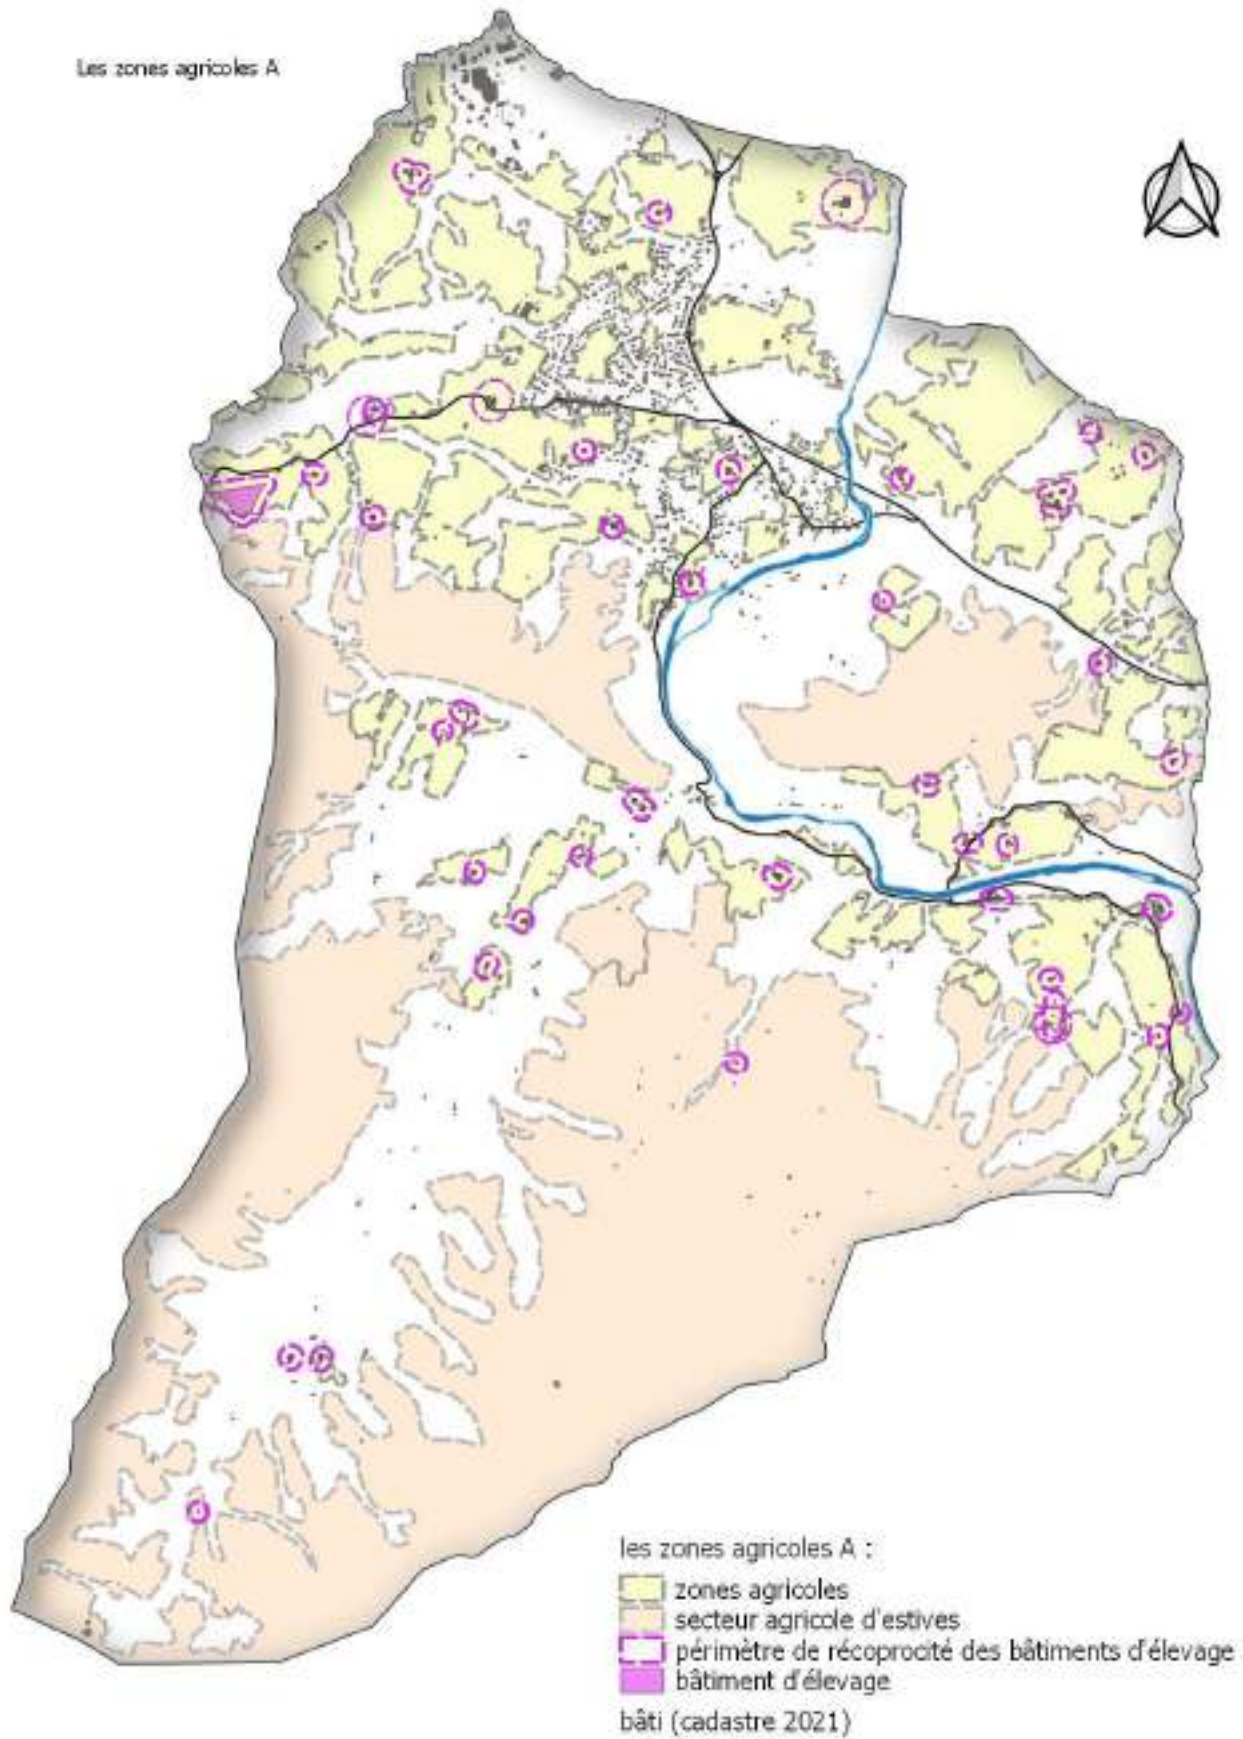 Les zones agricoles A
les zones agricoles A :
zones agricoles
secteur agricole d'estives
périmètre de récoprocité des bâtiments d'élevage
bâtiment d'élevage
bâti (cadastre 2021)